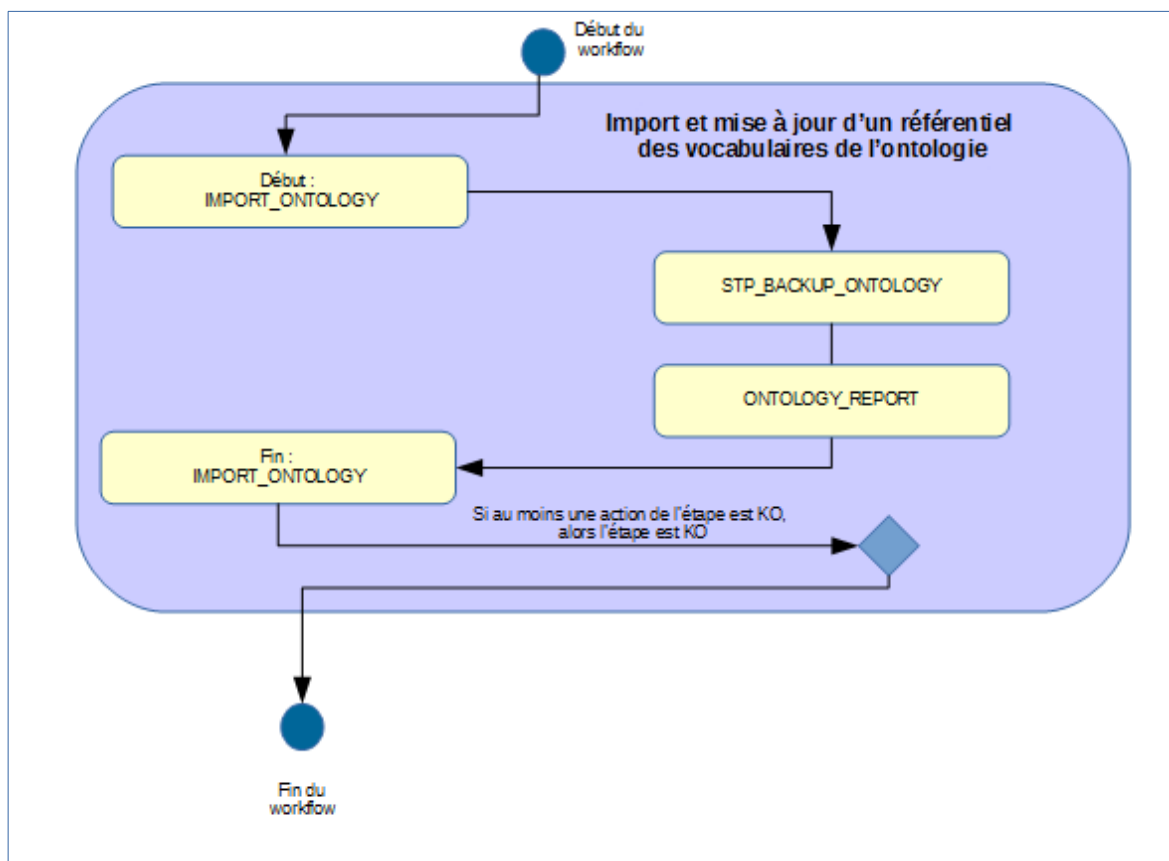 Début du
workflow
Import et mise à jour d'un référentiel
des vocabulaires de l'ontologie
Début :
IMPORT_ONTOLOGY
STP_BACKUP_ONTOLOGY
ONTOLOGY_REPORT
Fin :
IMPORT_ONTOLOGY
Si au moins une action de l'étape est KO,
alors l'étape est KO
Fin du
workflow